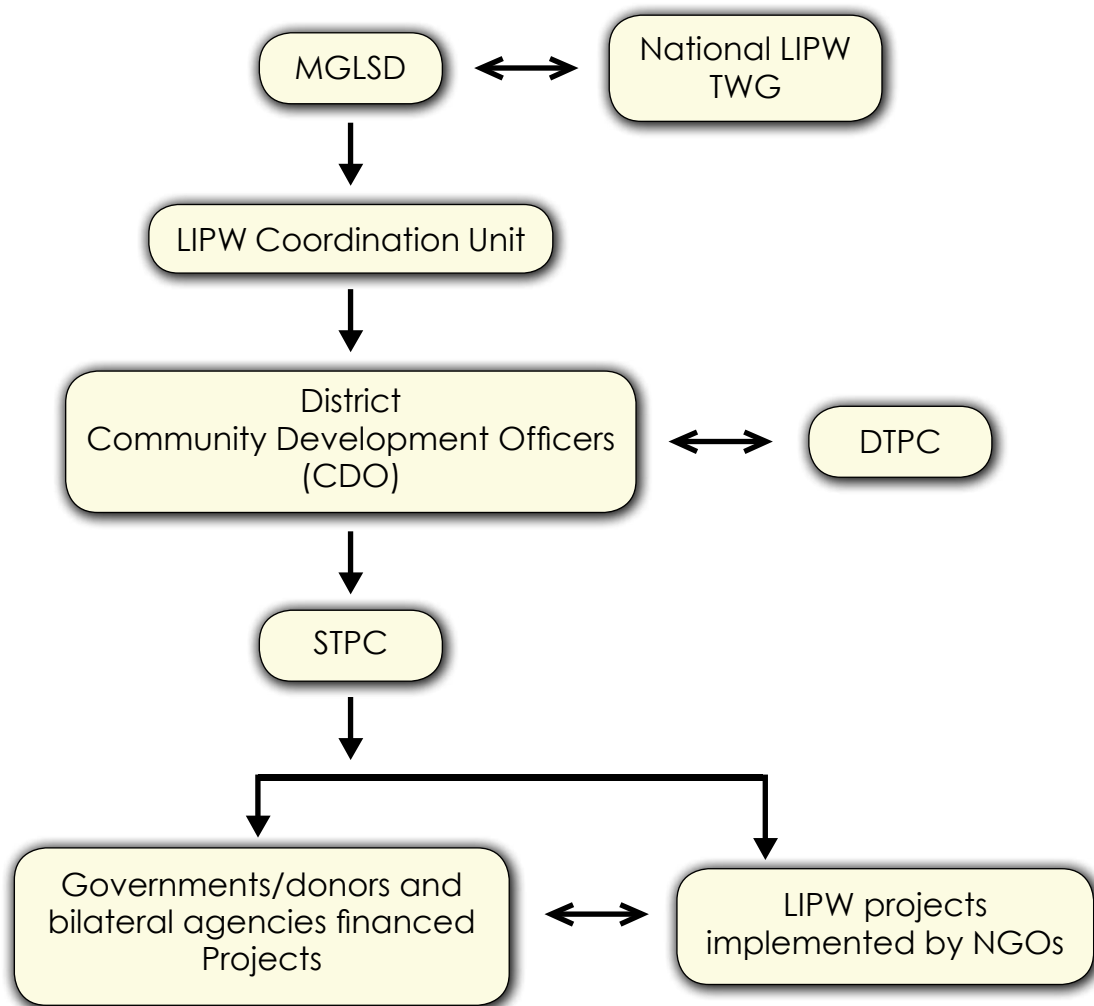 MGLSD
National LIPW
TWG
LIPW Coordination Unit
District
Community Development Officers
(CDO)
DTPC
STPC
Governments/donors and
bilateral agencies financed
Projects
LIPW projects
implemented by NGOs